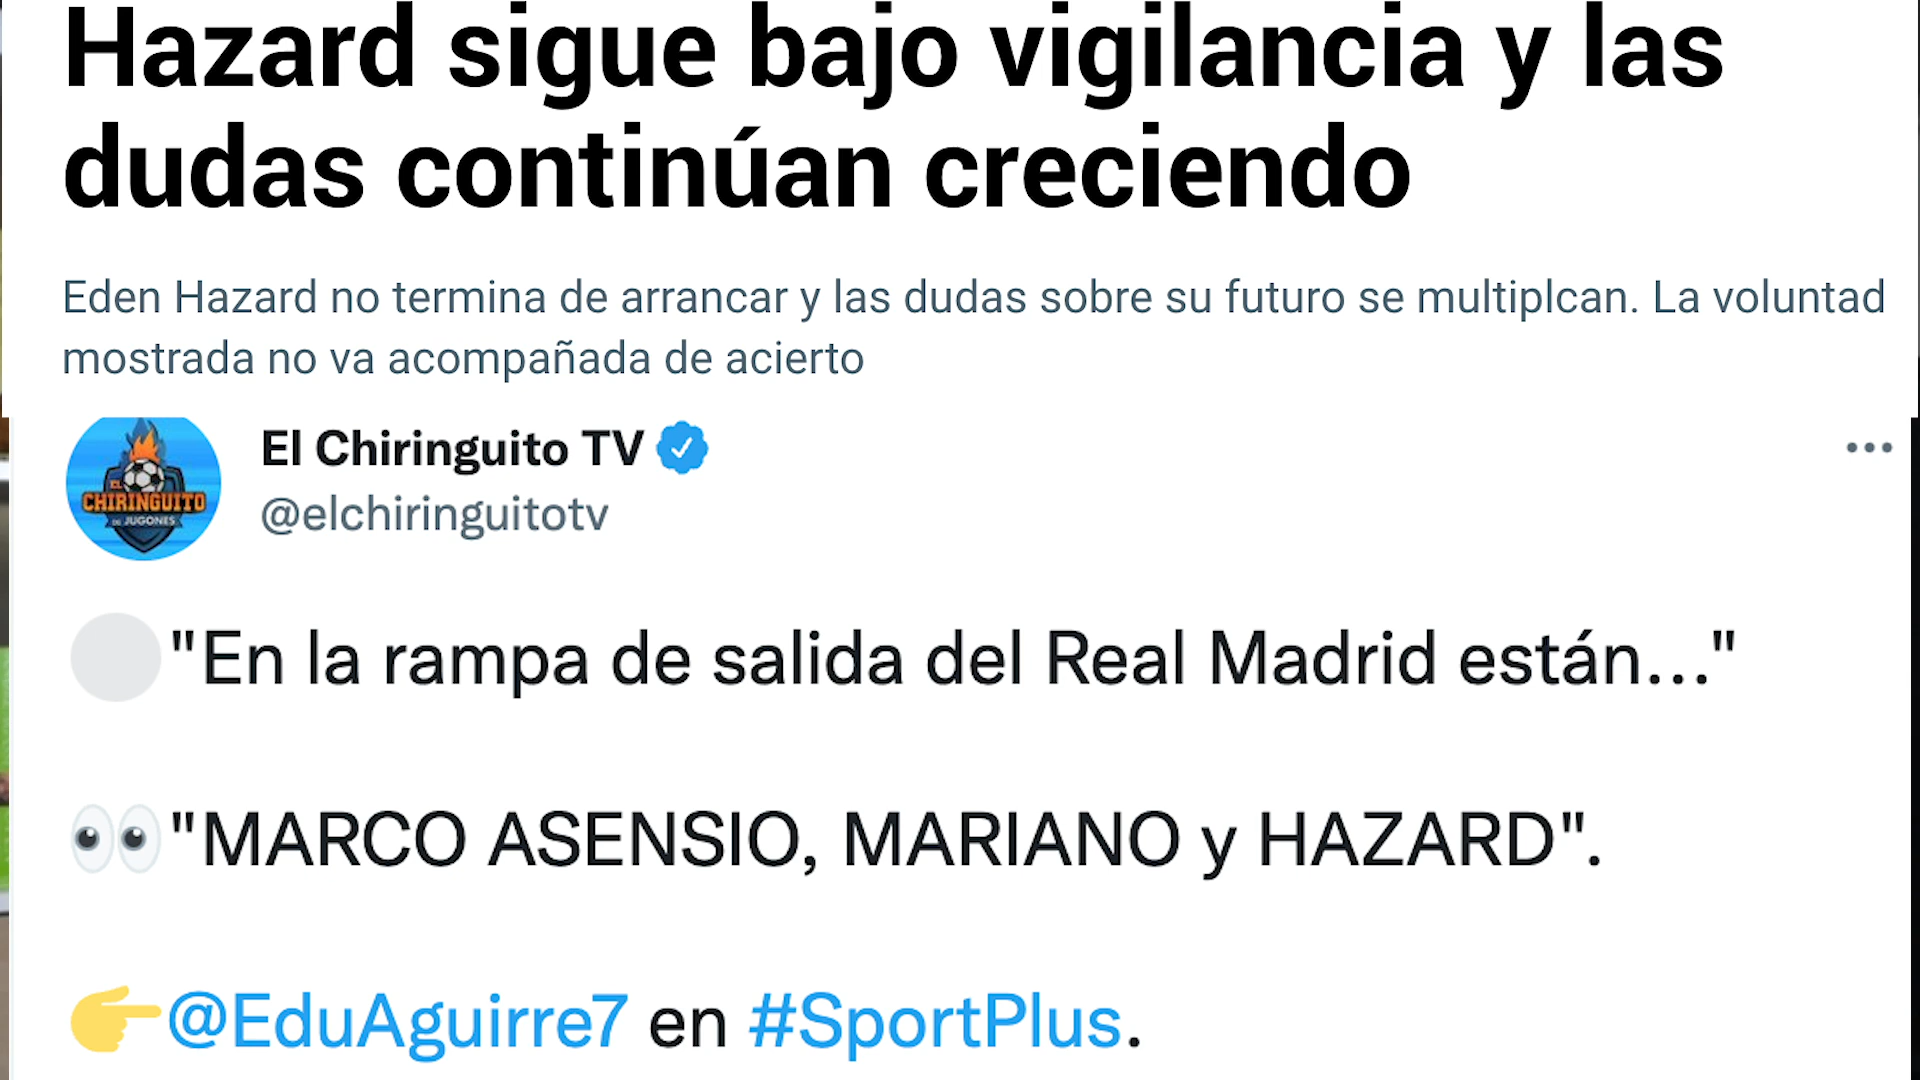 Hazard sigue bajo vigilancia y las
dudas continúan creciendo
Eden Hazard no termina de arrancar y las dudas sobre su futuro se multiplcan. La voluntad
mostrada no va acompañada de acierto
El Chiringuito TV
@elchiringuitotv
EL
CHIRINGUITO
DE JUGONES
"En la rampa de salida del Real Madrid están..."
"MARCO ASENSIO, MARIANO y HAZARD".
@EduAguirre7 en #SportPlus.